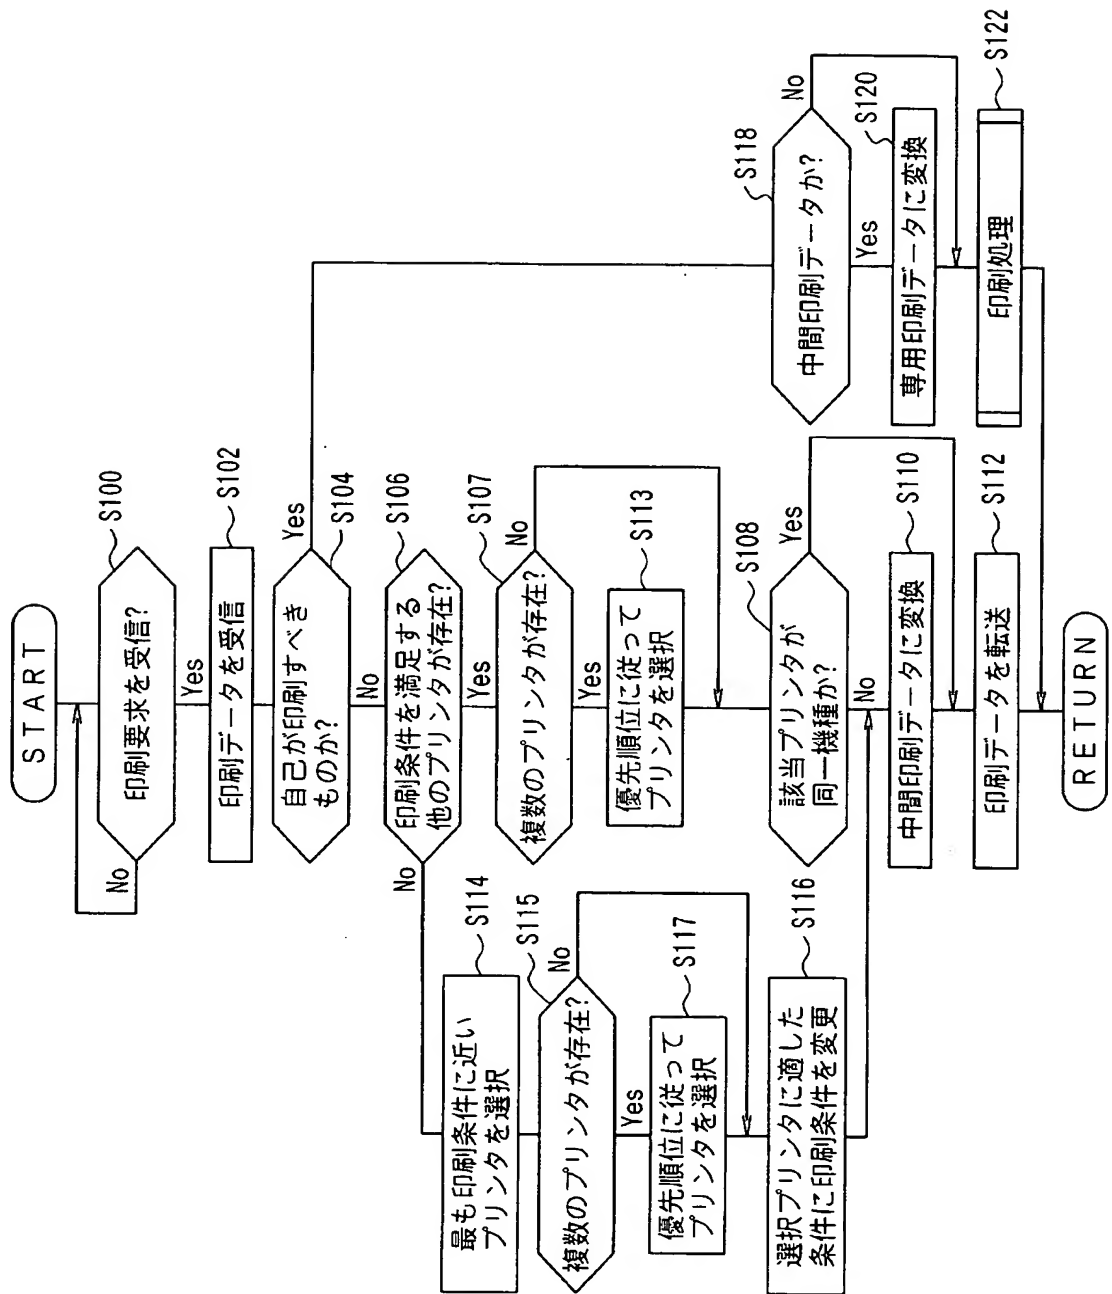 START
S100
印刷要求を受信?
No
Yes
S102
印刷データを受信
S104
自己が印刷すべき
ものか?
Yes
No
S106
印刷条件を満足する
他のプリンタが存在?
No
Yes
S107
複数のプリンタが存在?
No
Yes
S113
優先順位に従って
プリンタを選択
S108
該当プリンタが
同一機種か?
Yes
No
S110
中間印刷データに変換
S112
印刷データを転送
RETURN
S114
最も印刷条件に近い
プリンタを選択
S115
複数のプリンタが存在?
No
Yes
S117
優先順位に従って
プリンタを選択
S116
選択プリンタに適した
条件に印刷条件を変更
S118
中間印刷データか?
No
Yes
S120
専用印刷データに変換
S122
印刷処理